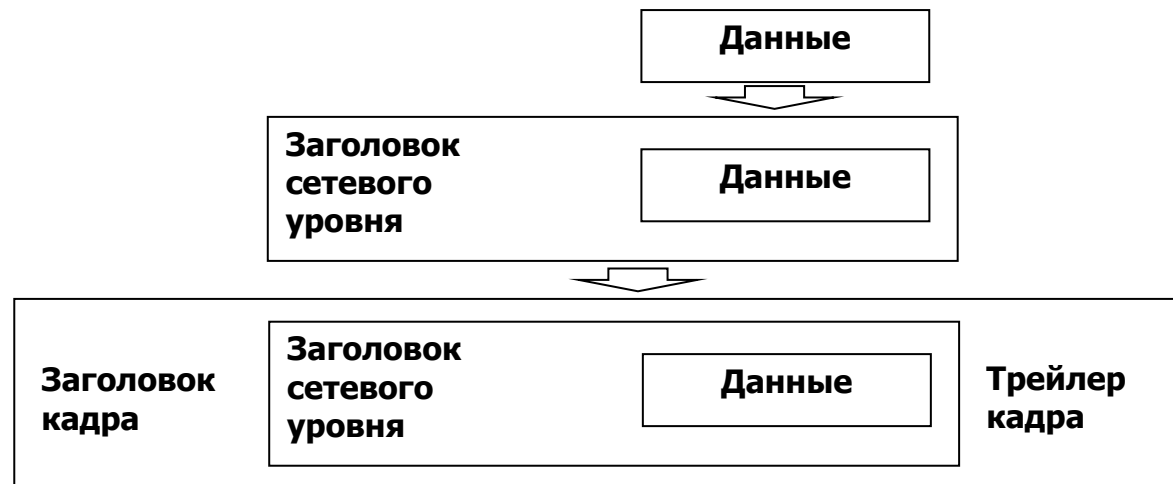 Данные
Заголовок
сетевого
уровня
Данные
Заголовок
кадра
Заголовок
сетевого
уровня
Данные
Трейлер
кадра